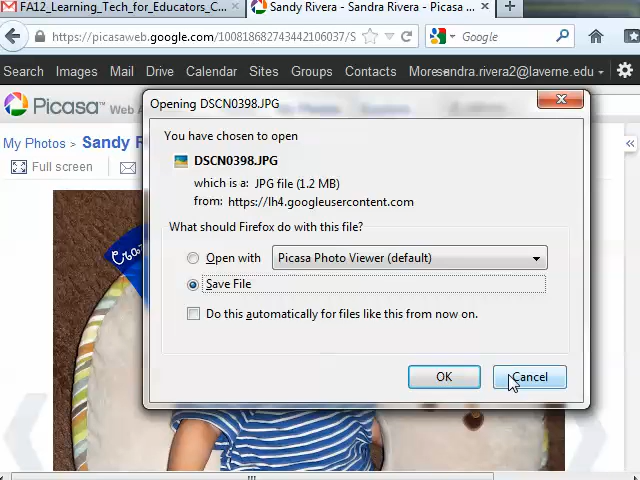 FA12_Learning_Tech_for_Educators_C...
Sandy Rivera - Sandra Rivera - Picasa ...
https://picasaweb.google.com/100818682743442106037/S
Google
Search Images Mail Drive Calendar Sites Groups Contacts More sandra.rivera2@laverne.edu
Picasa Web A
My Photos > Sandy R
Full screen
Opening DSCN0398.JPG
You have chosen to open
DSCN0398.JPG
which is a: JPG file (1.2 MB)
from: https://lh4.googleusercontent.com
What should Firefox do with this file?
Open with Picasa Photo Viewer (default)
Save File
Do this automatically for files like this from now on.
OK Cancel